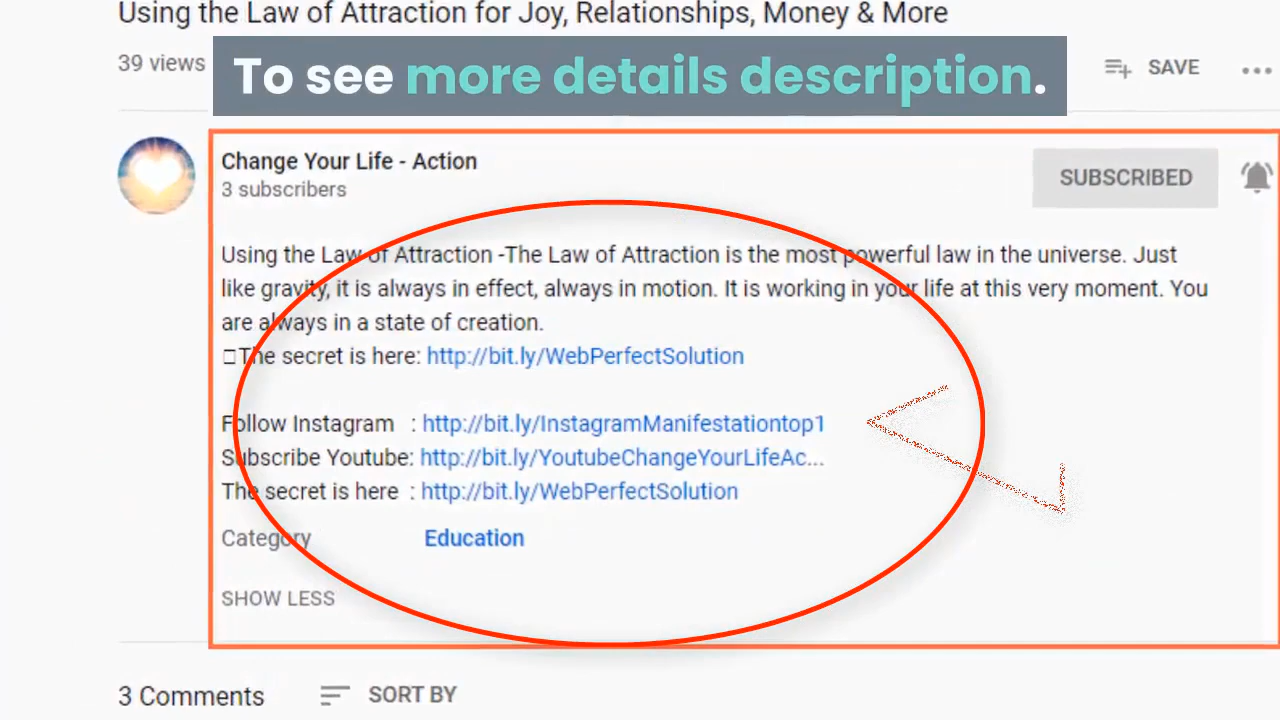 Using the Law of Attraction for Joy, Relationships, Money & More
39 views
To see more details description.
SAVE
Change Your Life - Action
3 subscribers
SUBSCRIBED
Using the Law of Attraction -The Law of Attraction is the most powerful law in the universe. Just
like gravity, it is always in effect, always in motion. It is working in your life at this very moment. You
are always in a state of creation.
The secret is here: http://bit.ly/WebPerfectSolution
Follow Instagram : http://bit.ly/InstagramManifestationtop1
Subscribe Youtube: http://bit.ly/YoutubeChangeYourLifeAc...
The secret is here : http://bit.ly/WebPerfectSolution
Category Education
SHOW LESS
3 Comments
SORT BY